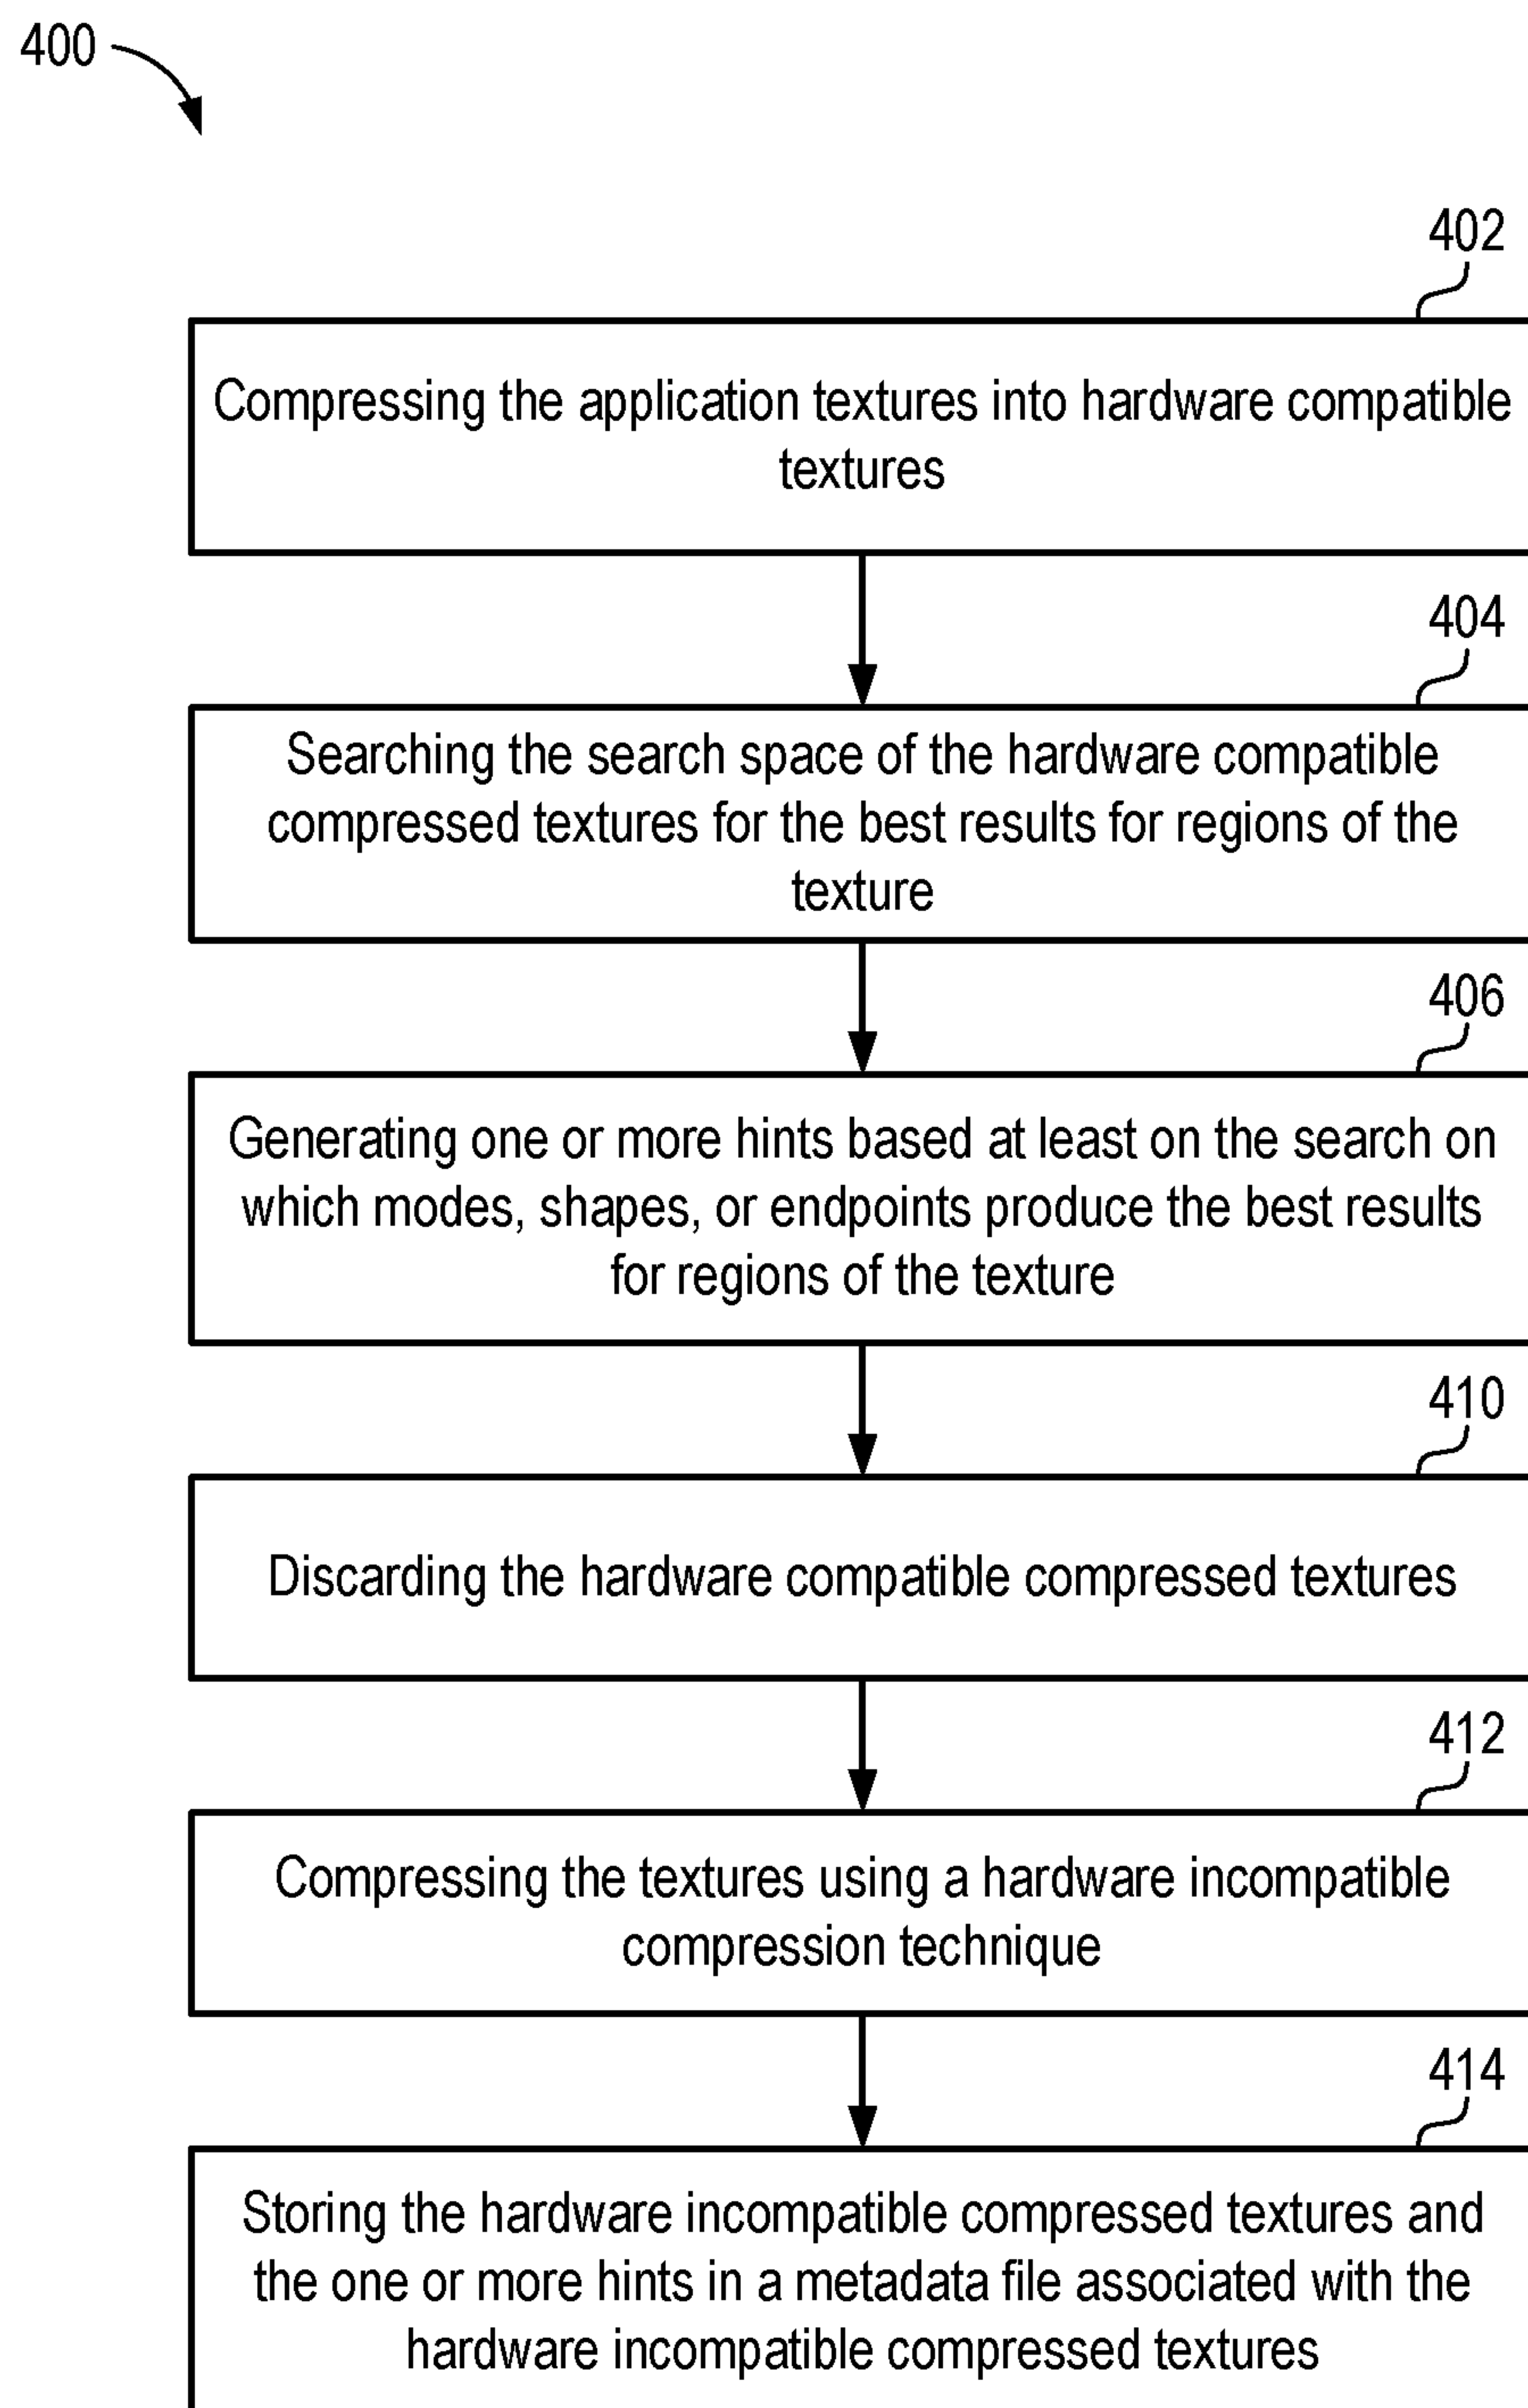 400
402
Compressing the application textures into hardware compatible
textures
404
Searching the search space of the hardware compatible
compressed textures for the best results for regions of the
texture
406
Generating one or more hints based at least on the search on
which modes, shapes, or endpoints produce the best results
for regions of the texture
410
Discarding the hardware compatible compressed textures
412
Compressing the textures using a hardware incompatible
compression technique
414
Storing the hardware incompatible compressed textures and
the one or more hints in a metadata file associated with the
hardware incompatible compressed textures